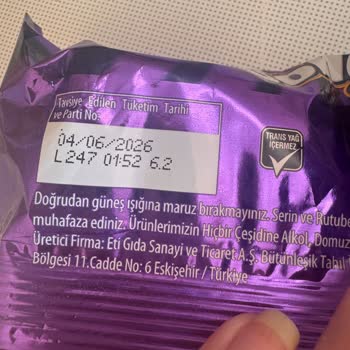 Tavsiye Edilen Tüketim Tarihi
ve Parti No:
04/06/2026
L247 01:52 6.2
TRANS YAĞ
İÇERMEZ
Doğrudan güneş ışığına maruz bırakmayınız. Serin ve Rutube
muhafaza ediniz. Ürünlerimizin Hiçbir Çeşidine Alkol, Domuz
Üretici Firma: Eti Gıda Sanayi ve Ticaret A.Ş. Bütünleşik Tahıl
Bölgesi 11.Cadde No: 6 Eskişehir / Türkiye